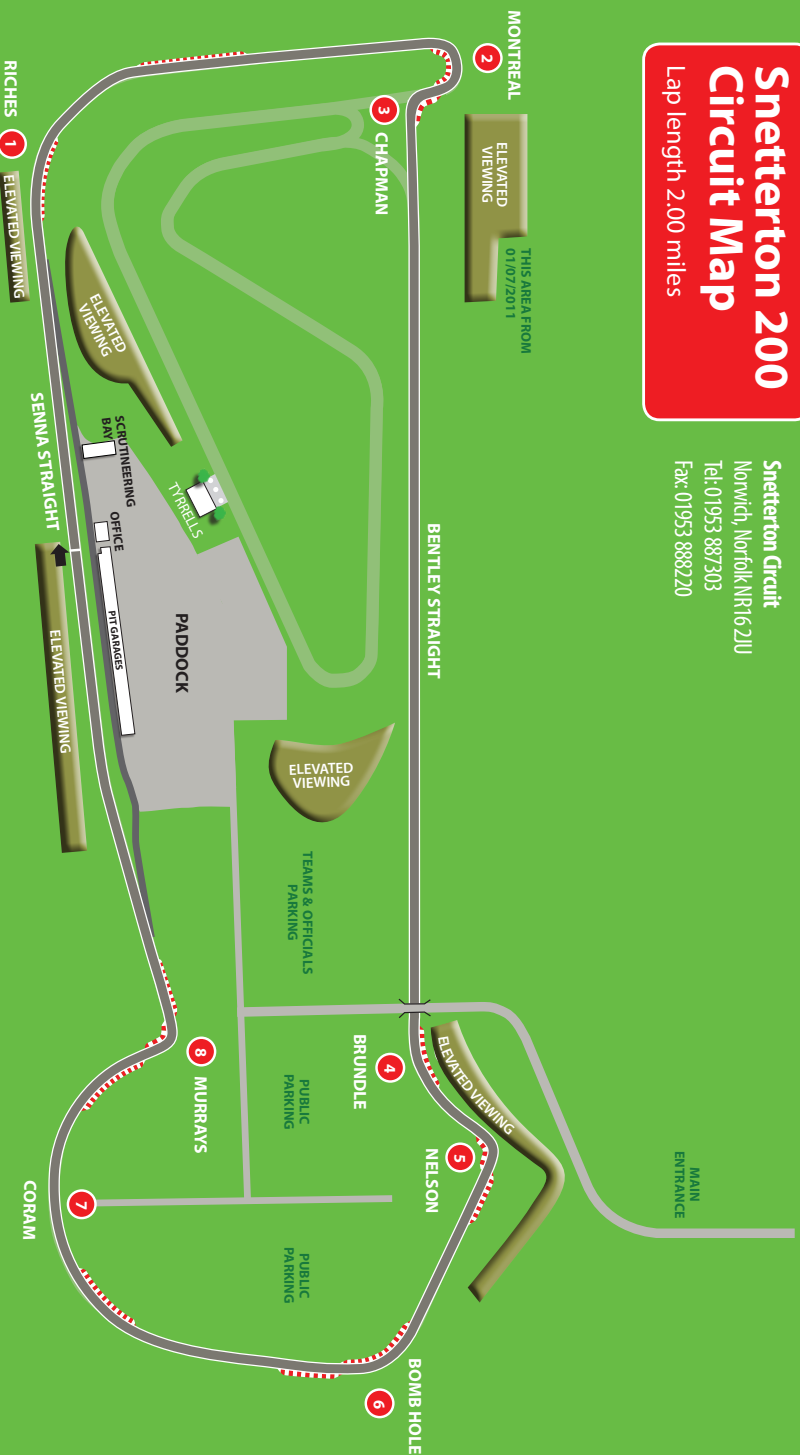 Snetterton 200
Circuit Map
Lap length 2.00 miles
Snetterton Circuit
Norwich, Norfolk NR16 2JU
Tel: 01953 887303
Fax: 01953 888220
MONTREAL
2
3
CHAPMAN
RICHES
1
ELEVATED VIEWING
ELEVATED
VIEWING
THIS AREA FROM
01/07/2011
ELEVATED
VIEWING
SENNA STRAIGHT
SCRUTINEERING
BAY
OFFICE
TYRRELLS
PIT GARAGES
PADDOCK
BENTLEY STRAIGHT
ELEVATED VIEWING
ELEVATED
VIEWING
TEAMS & OFFICIALS
PARKING
BRUNDLE
4
ELEVATED VIEWING
NELSON
5
MAIN
ENTRANCE
PUBLIC
PARKING
8
MURRAYS
7
CORAM
PUBLIC
PARKING
BOMB HOLE
6